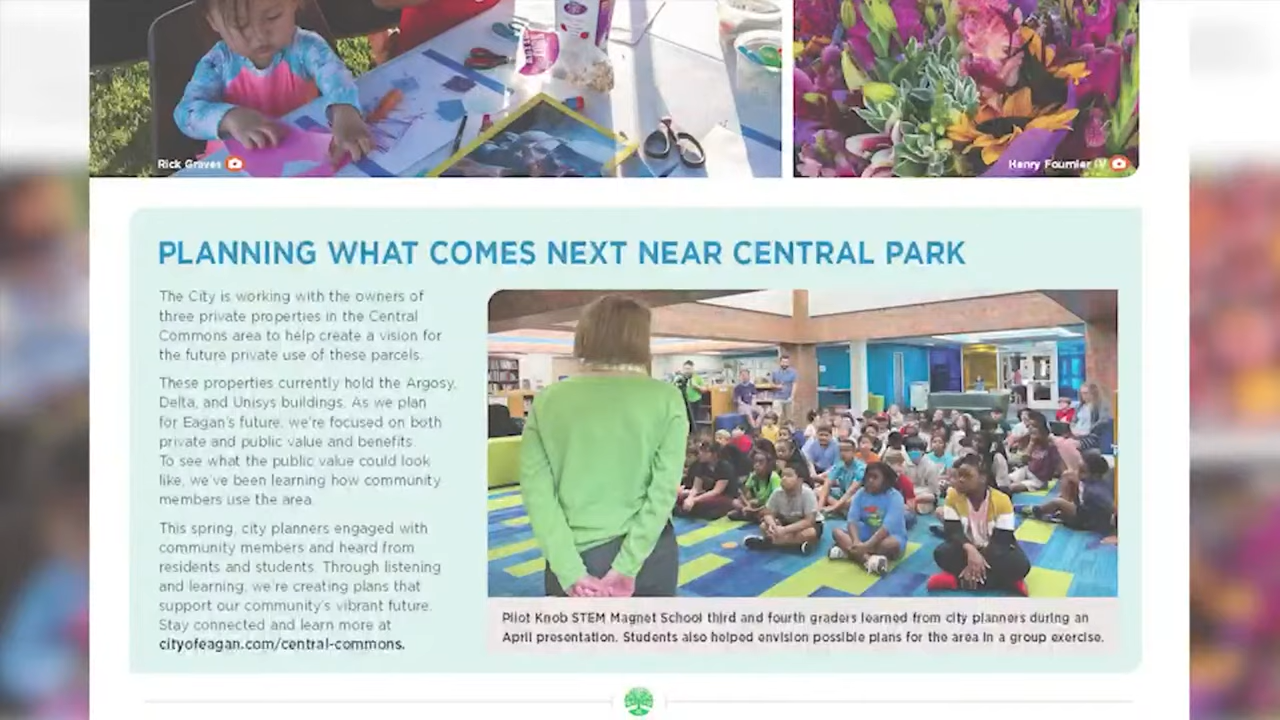 Rick Graves
Henry Fournier IV
PLANNING WHAT COMES NEXT NEAR CENTRAL PARK
The City is working with the owners of
three private properties in the Central
Commons area to help create a vision for
the future private use of these parcels.
These properties currently hold the Argosy,
Delta, and Unisys buildings. As we plan
for Eagan's future, we're focused on both
private and public value and benefits.
To see what the public value could look
like, we've been learning how community
members use the area.
This spring, city planners engaged with
community members and heard from
residents and students. Through listening
and learning, we're creating plans that
support our community's vibrant future.
Stay connected and learn more at
cityofeagan.com/central-commons.
Pilot Knob STEM Magnet School third and fourth graders learned from city planners during an
April presentation. Students also helped envision possible plans for the area in a group exercise.